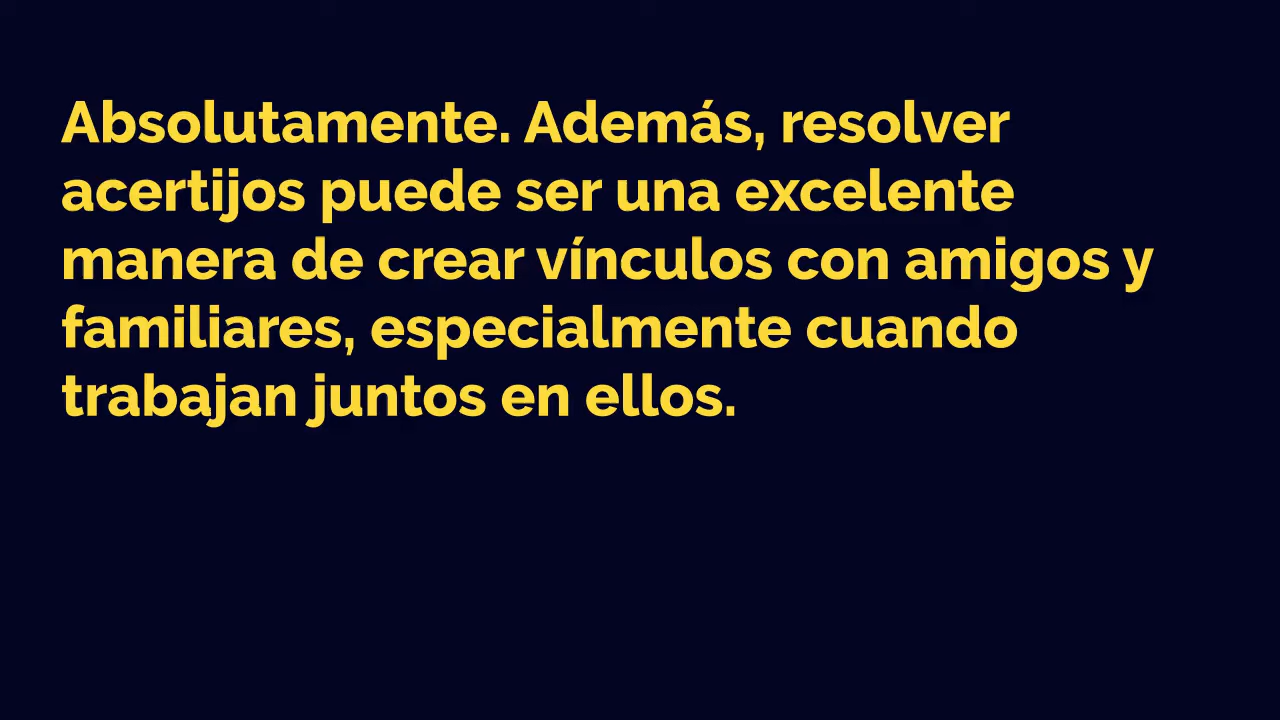 Absolutamente. Además, resolver
acertijos puede ser una excelente
manera de crear vínculos con amigos y
familiares, especialmente cuando
trabajan juntos en ellos.